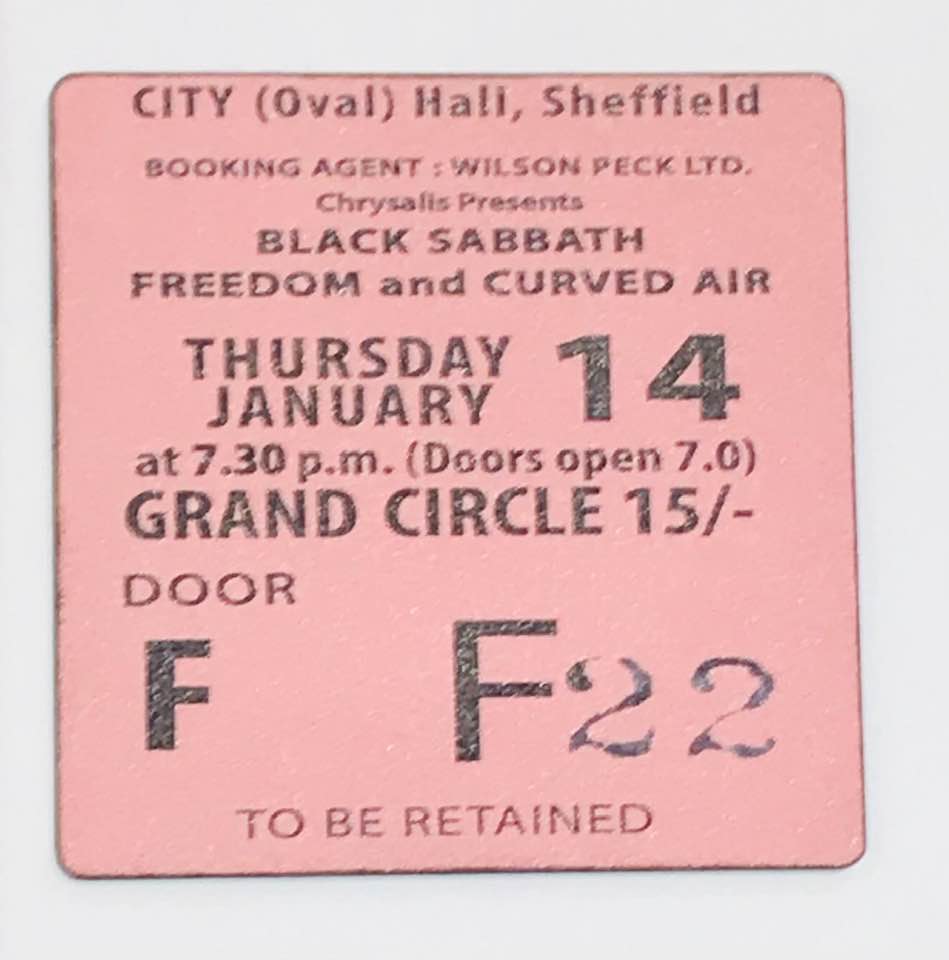 CITY (Oval) Hall, Sheffield
BOOKING AGENT : WILSON PECK LTD.
Chrysalis Presents
BLACK SABBATH
FREEDOM and CURVED AIR
THURSDAY 14
JANUARY
at 7.30 p.m. (Doors open 7.0)
GRAND CIRCLE 15/-
DOOR
F F22
TO BE RETAINED